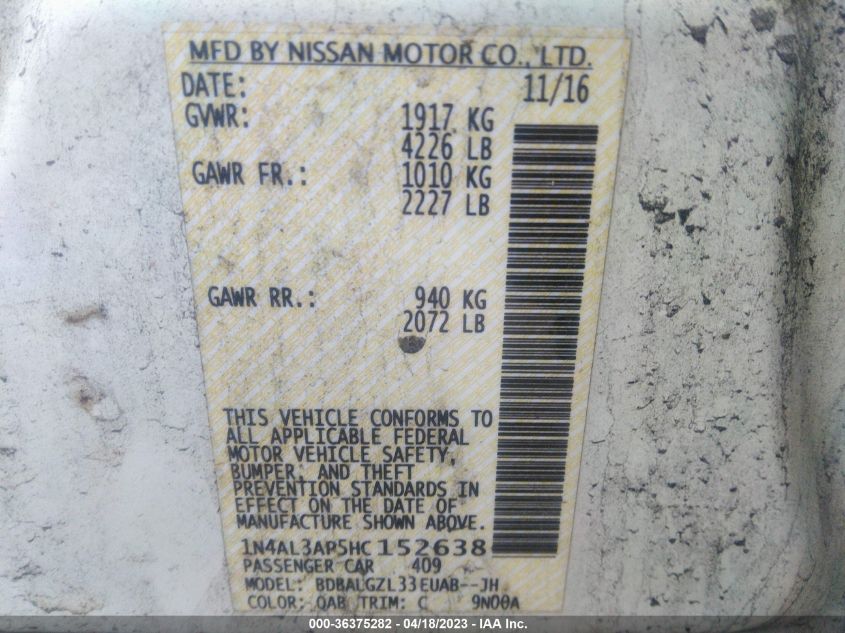 MFD BY NISSAN MOTOR CO., LTD.
DATE: 11/16
GVWR: 1917 KG
4226 LB
GAWR FR.: 1010 KG
2227 LB
GAWR RR.: 940 KG
2072 LB
THIS VEHICLE CONFORMS TO
ALL APPLICABLE FEDERAL
MOTOR VEHICLE SAFETY,
BUMPER, AND THEFT
PREVENTION STANDARDS IN
EFFECT ON THE DATE OF
MANUFACTURE SHOWN ABOVE.
1N4AL3AP5HC152638
PASSENGER CAR 409
MODEL: BDBALGZL33EUAB--JH
COLOR: QAB TRIM: C 9N00A
000-36375282 - 04/18/2023 - IAA Inc.